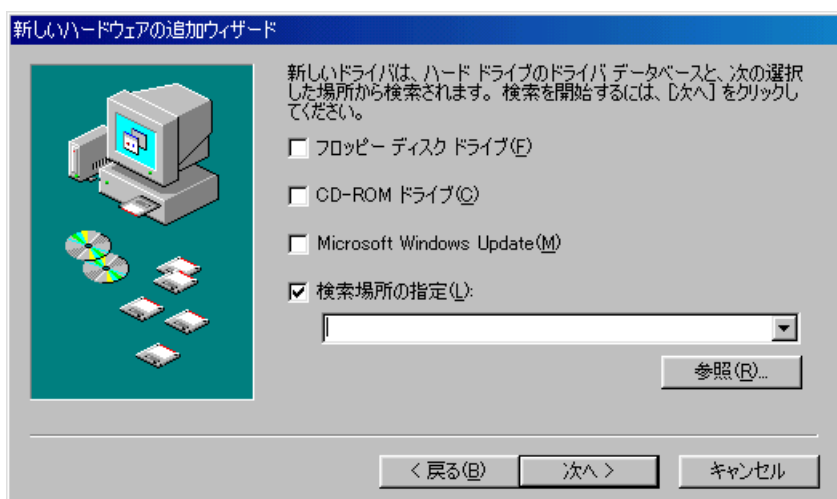 新しいハードウェアの追加ウィザード
新しいドライバは、ハード ドライブのドライバ データベースと、次の選択
した場所から検索されます。検索を開始するには、[次へ] をクリックし
てください。
フロッピー ディスク ドライブ(F)
CD-ROM ドライブ(C)
Microsoft Windows Update(M)
検索場所の指定(L):
参照(R)...
< 戻る(B)
次へ >
キャンセル